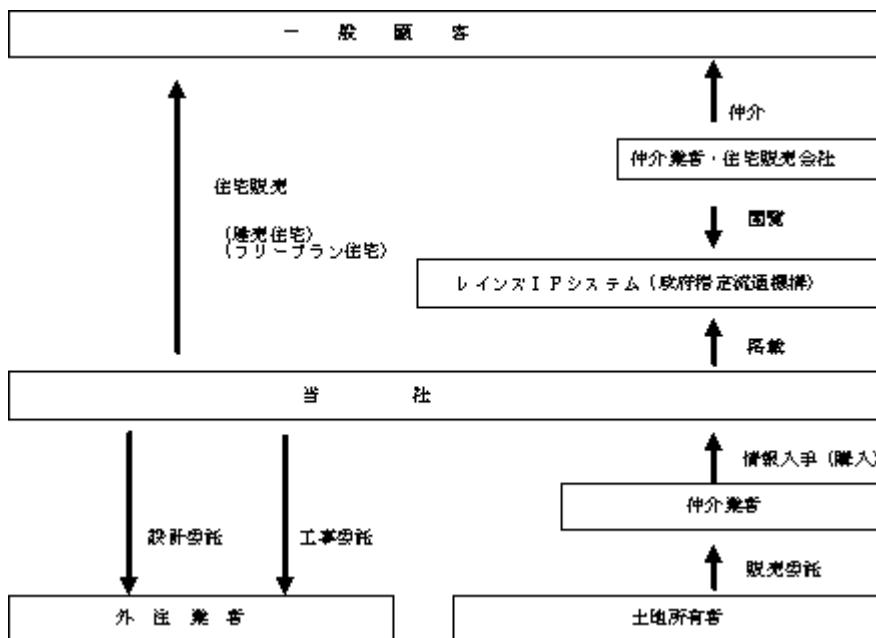 一般顧客
仲介
仲介業者・住宅販売会社
住宅販売
閲覧
(建売住宅)
(フリープラン住宅)
レインズIPシステム(政府指定流通機構)
掲載
当社
情報入手(購入)
仲介業者
設計委託
工事委託
販売委託
外注業者
土地所有者